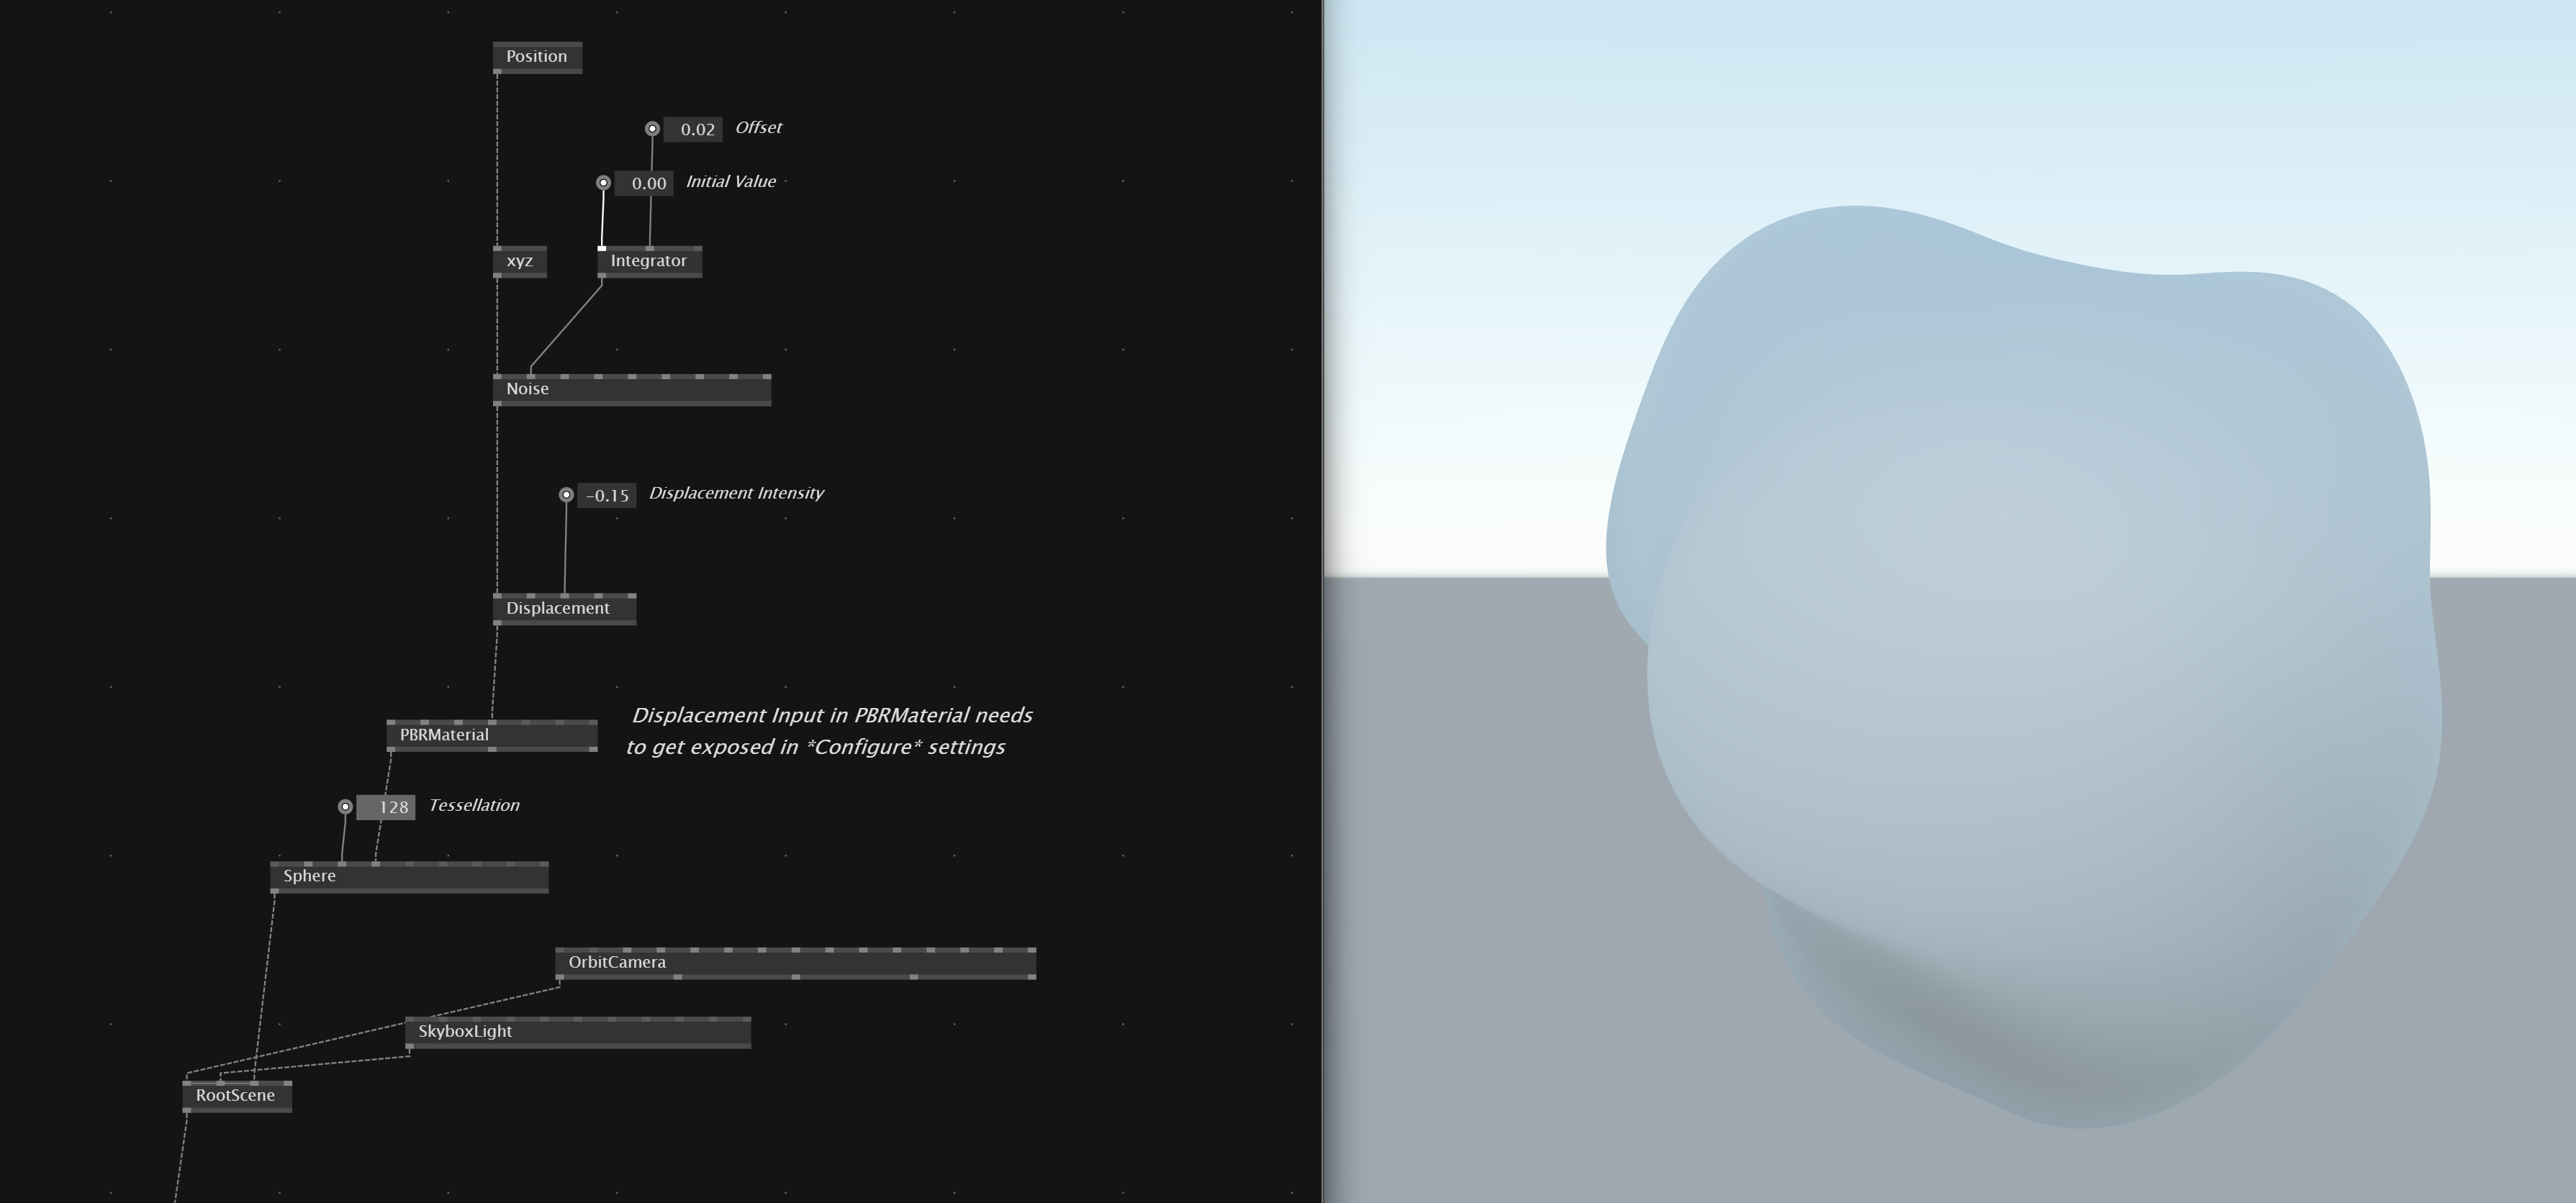 Position
0.02 Offset
0.00 Initial Value
xyz
Integrator
Noise
-0.15 Displacement Intensity
Displacement
Displacement Input in PBRMaterial needs
to get exposed in *Configure* settings
PBRMaterial
128 Tessellation
Sphere
OrbitCamera
SkyboxLight
RootScene